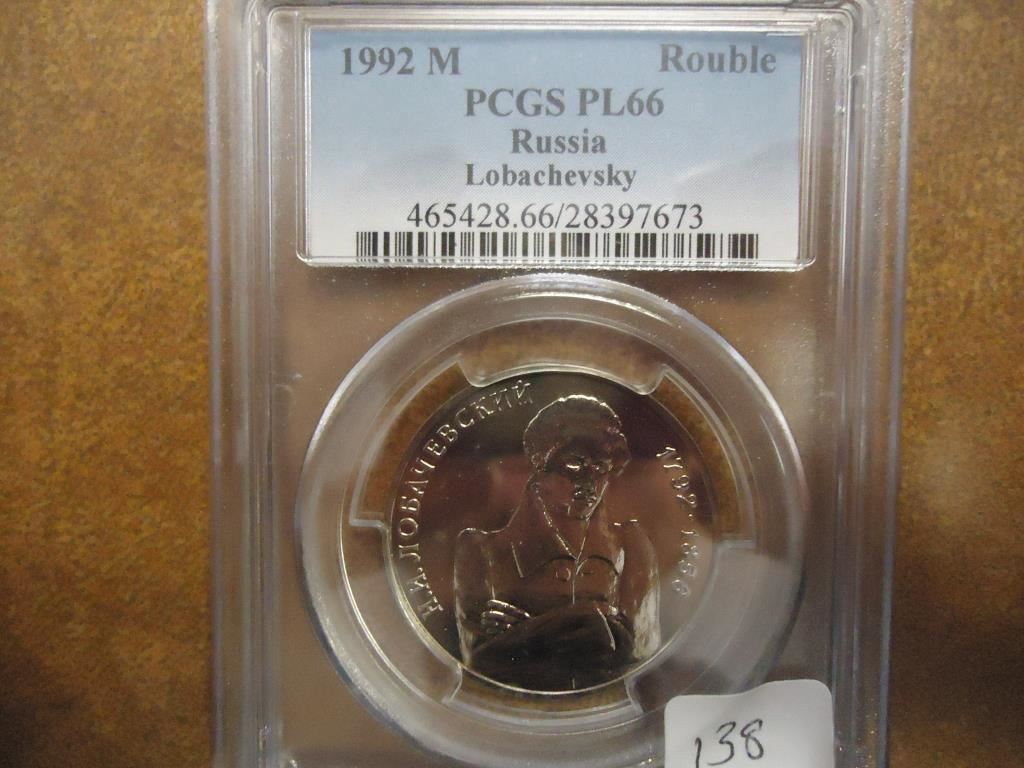 1992 M Rouble
PCGS PL66
Russia
Lobachevsky
465428.66/28397673
Н.И.ЛОБАЧЕВСКИЙ
1792·1856
138